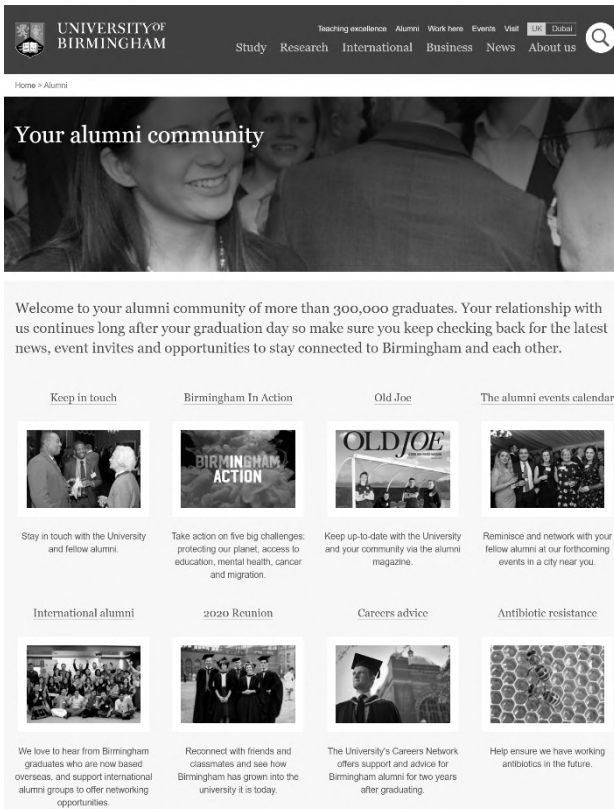 UNIVERSITY OF
BIRMINGHAM
Teaching excellence Alumni Work here Events Visit UK Dubai
Study Research International Business News About us
Home > Alumni
Your alumni community
Welcome to your alumni community of more than 300,000 graduates. Your relationship with
us continues long after your graduation day so make sure you keep checking back for the latest
news, event invites and opportunities to stay connected to Birmingham and each other.
Keep in touch
Birmingham In Action
Old Joe
The alumni events calendar
BIRMINGHAM
IN ACTION
OLD JOE
Stay in touch with the University
and fellow alumni.
Take action on five big challenges:
protecting our planet, access to
education, mental health, cancer
and migration.
Keep up-to-date with the University
and your community via the alumni
magazine.
Reminisce and network with your
fellow alumni at our forthcoming
events in a city near you.
International alumni
2020 Reunion
Careers advice
Antibiotic resistance
We love to hear from Birmingham
graduates who are now based
overseas, and support international
alumni groups to offer networking
opportunities.
Reconnect with friends and
classmates and see how
Birmingham has grown into the
university it is today.
The University's Careers Network
offers support and advice for
Birmingham alumni for two years
after graduating.
Help ensure we have working
antibiotics in the future.